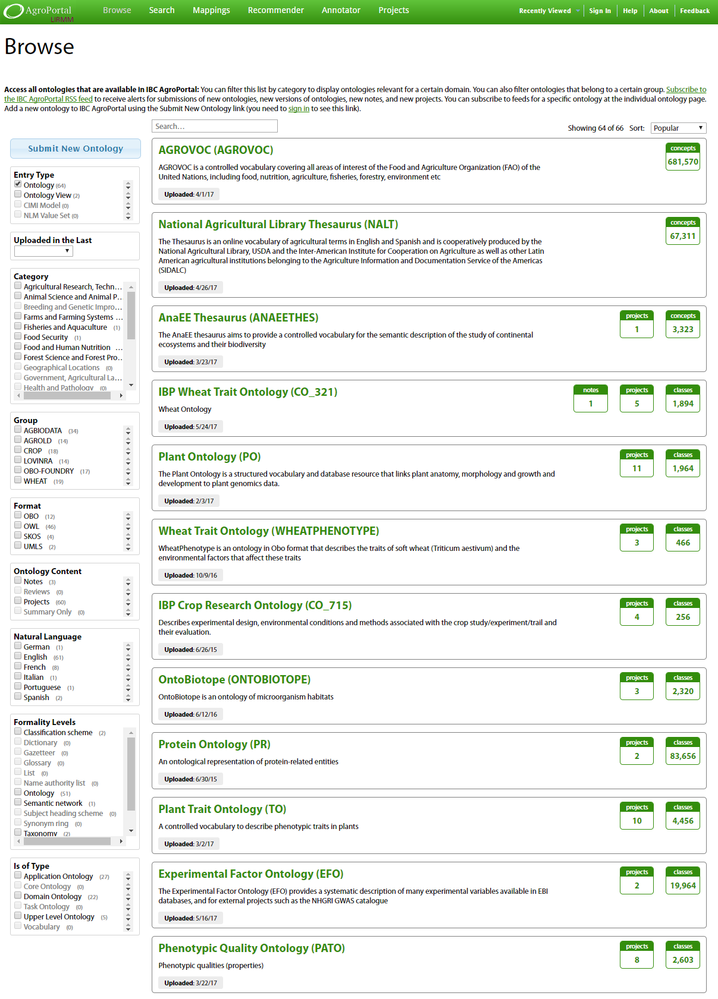 AgroPortal
LIRMM
Browse Search Mappings Recommender Annotator Projects
Recently Viewed Sign In Help About Feedback
Browse
Access all ontologies that are available in IBC AgroPortal: You can filter this list by category to display ontologies relevant for a certain domain. You can also filter ontologies that belong to a certain group. Subscribe to
the IBC AgroPortal RSS feed to receive alerts for submissions of new ontologies, new versions of ontologies, new notes, and new projects. You can subscribe to feeds for a specific ontology at the individual ontology page.
Add a new ontology to IBC AgroPortal using the Submit New Ontology link (you need to sign in to see this link).
Search...
Showing 64 of 66 Sort: Popular
Submit New Ontology
Entry Type
Ontology (64)
Ontology View (2)
CIMI Model (0)
NLM Value Set (0)
Uploaded in the Last
Category
Agricultural Research, Techn...
Animal Science and Animal P...
Breeding and Genetic Impro...
Farms and Farming Systems ...
Fisheries and Aquaculture (1)
Food Security (1)
Food and Human Nutrition ...
Forest Science and Forest Pro...
Geographical Locations (0)
Government, Agricultural La...
Health and Pathology (0)
Group
AGBIODATA (34)
AGROLD (14)
CROP (18)
LOVINRA (14)
OBO-FOUNDRY (17)
WHEAT (19)
Format
OBO (12)
OWL (46)
SKOS (4)
UMLS (2)
Ontology Content
Notes (3)
Reviews (0)
Projects (60)
Summary Only (0)
Natural Language
German (1)
English (61)
French (8)
Italian (1)
Portuguese (1)
Spanish (2)
Formality Levels
Classification scheme (2)
Dictionary (0)
Gazetteer (0)
Glossary (0)
List (0)
Name authority list (0)
Ontology (51)
Semantic network (1)
Subject heading scheme (0)
Synonym ring (0)
Taxonomy (2)
Is of Type
Application Ontology (27)
Core Ontology (0)
Domain Ontology (22)
Task Ontology (0)
Upper Level Ontology (5)
Vocabulary (0)
AGROVOC (AGROVOC)
concepts
681,570
AGROVOC is a controlled vocabulary covering all areas of interest of the Food and Agriculture Organization (FAO) of the
United Nations, including food, nutrition, agriculture, fisheries, forestry, environment etc
Uploaded: 4/1/17
National Agricultural Library Thesaurus (NALT)
concepts
67,311
The Thesaurus is an online vocabulary of agricultural terms in English and Spanish and is cooperatively produced by the
National Agricultural Library, USDA and the Inter-American Institute for Cooperation on Agriculture as well as other Latin
American agricultural institutions belonging to the Agriculture Information and Documentation Service of the Americas
(SIDALC)
Uploaded: 4/26/17
AnaEE Thesaurus (ANAEETHES)
projects concepts
1 3,323
The AnaEE thesaurus aims to provide a controlled vocabulary for the semantic description of the study of continental
ecosystems and their biodiversity
Uploaded: 3/23/17
IBP Wheat Trait Ontology (CO_321)
notes projects classes
1 5 1,894
Wheat Ontology
Uploaded: 5/24/17
Plant Ontology (PO)
projects classes
11 1,964
The Plant Ontology is a structured vocabulary and database resource that links plant anatomy, morphology and growth and
development to plant genomics data.
Uploaded: 2/3/17
Wheat Trait Ontology (WHEATPHENOTYPE)
projects classes
3 466
WheatPhenotype is an ontology in Obo format that describes the traits of soft wheat (Triticum aestivum) and the
environmental factors that affect these traits
Uploaded: 10/9/16
IBP Crop Research Ontology (CO_715)
projects classes
4 256
Describes experimental design, environmental conditions and methods associated with the crop study/experiment/trail and
their evaluation.
Uploaded: 6/26/15
OntoBiotope (ONTOBIOTOPE)
projects classes
3 2,320
OntoBiotope is an ontology of microorganism habitats
Uploaded: 6/12/16
Protein Ontology (PR)
projects classes
2 83,656
An ontological representation of protein-related entities
Uploaded: 6/30/15
Plant Trait Ontology (TO)
projects classes
10 4,456
A controlled vocabulary to describe phenotypic traits in plants
Uploaded: 3/2/17
Experimental Factor Ontology (EFO)
projects classes
2 19,964
The Experimental Factor Ontology (EFO) provides a systematic description of many experimental variables available in EBI
databases, and for external projects such as the NHGRI GWAS catalogue
Uploaded: 5/16/17
Phenotypic Quality Ontology (PATO)
projects classes
8 2,603
Phenotypic qualities (properties)
Uploaded: 3/22/17